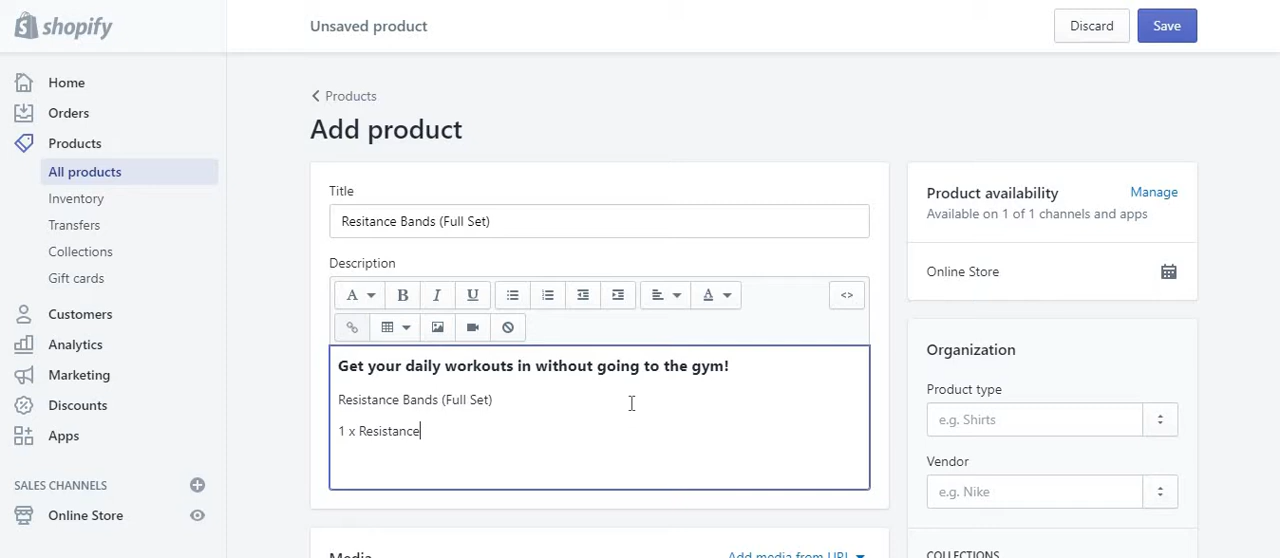 shopify
Unsaved product
Discard
Save
Home
Orders
Products
All products
Inventory
Transfers
Collections
Gift cards
Customers
Analytics
Marketing
Discounts
Apps
SALES CHANNELS
Online Store
Products
Add product
Title
Resitance Bands (Full Set)
Description
A B I U A <>
Get your daily workouts in without going to the gym!
Resistance Bands (Full Set)
1 x Resistance
Media
Add media from URL
Product availability
Manage
Available on 1 of 1 channels and apps
Online Store
Organization
Product type
e.g. Shirts
Vendor
e.g. Nike
COLLECTIONS